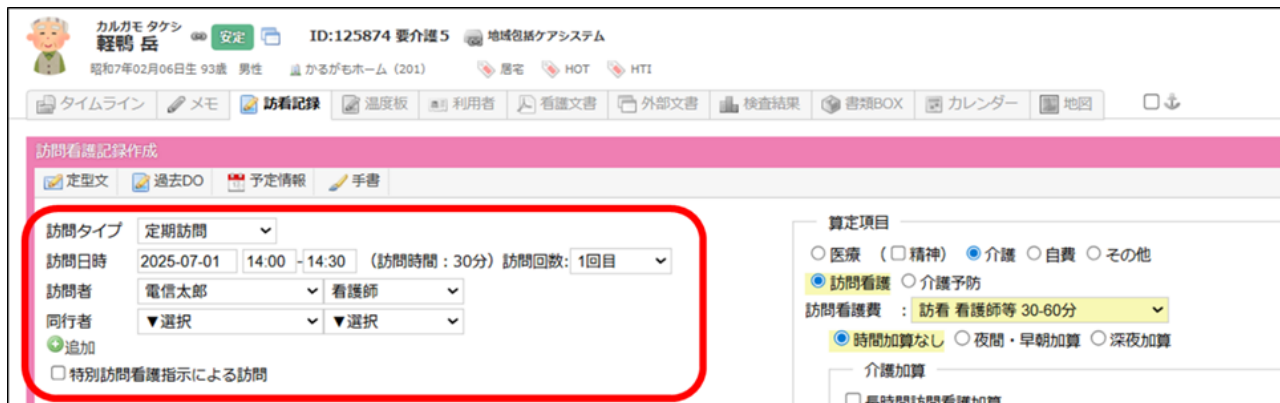 カルガモ タケシ
軽鴨 岳 安定 ID:125874 要介護5 地域包括ケアシステム
昭和7年02月06日生 93歳 男性 かるがもホーム (201) 居宅 HOT HTI
タイムライン メモ 訪看記録 温度板 利用者 看護文書 外部文書 検査結果 書類BOX カレンダー 地図
訪問看護記録作成
定型文 過去DO 予定情報 手書
訪問タイプ 定期訪問
訪問日時 2025-07-01 14:00 - 14:30 (訪問時間:30分) 訪問回数: 1回目
訪問者 電信太郎 看護師
同行者 ▼選択 ▼選択
追加
特別訪問看護指示による訪問
算定項目
医療 (精神) 介護 自費 その他
訪問看護 介護予防
訪問看護費 : 訪看 看護師等 30-60分
時間加算なし 夜間・早朝加算 深夜加算
介護加算
長時間訪問看護加算